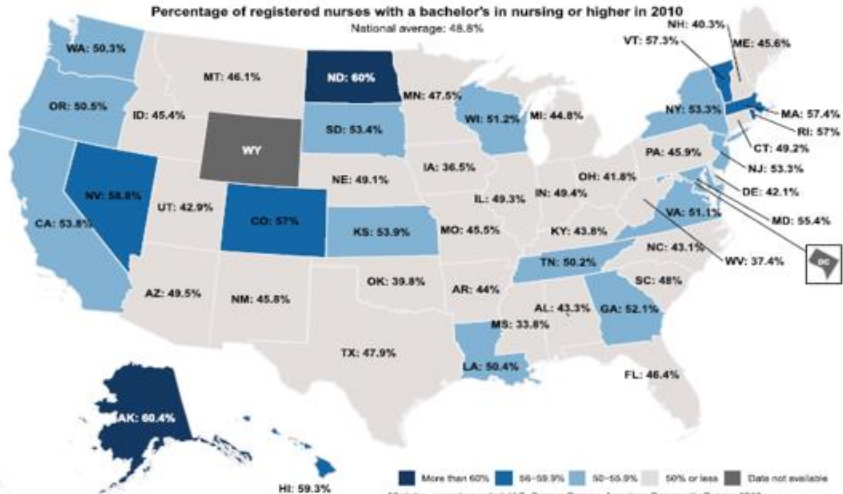 Percentage of registered nurses with a bachelor's in nursing or higher in 2010
National average: 48.8%
NH: 40.3%
VT: 57.3%
ME: 45.6%
WA: 50.3%
MT: 46.1%
ND: 60%
MN: 47.5%
OR: 50.5%
ID: 45.4%
SD: 53.4%
WI: 51.2%
MI: 44.8%
NY: 53.3%
MA: 57.4%
RI: 57%
CT: 49.2%
WY
IA: 36.5%
PA: 45.9%
NJ: 53.3%
NE: 49.1%
OH: 41.8%
DE: 42.1%
NV: 58.8%
UT: 42.9%
IL: 49.3%
IN: 49.4%
CA: 53.8%
CO: 57%
KS: 53.9%
MO: 45.5%
KY: 43.8%
VA: 51.1%
MD: 55.4%
NC: 43.1%
WV: 37.4%
DC
TN: 50.2%
OK: 39.8%
SC: 48%
AZ: 49.5%
NM: 45.8%
AR: 44%
AL: 43.3%
GA: 52.1%
MS: 33.8%
TX: 47.9%
LA: 50.4%
FL: 46.4%
AK: 60.4%
HI: 59.3%
More than 60%
56–59.9%
50–55.9%
50% or less
Data not available